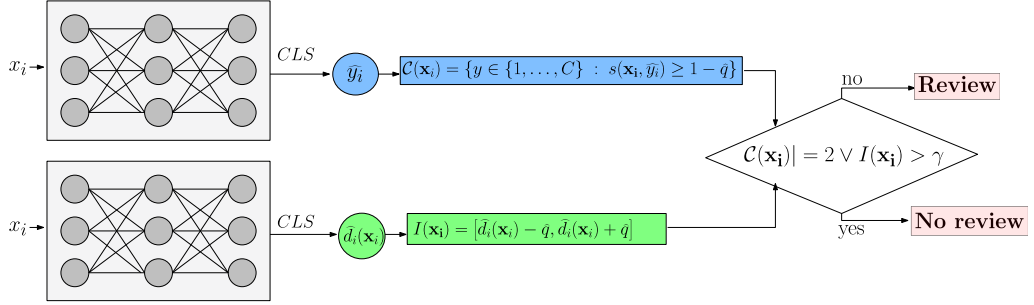 x_i
CLS
ŷ_i
𝒞(𝐱_i) = {y ∈ {1, …, C} : s(𝐱_𝐢, ŷ_i) ≥ 1 − q̂}
no
Review
𝒞(𝐱_𝐢)| = 2 ∨ I(𝐱_𝐢) > γ
x_i
CLS
d̂_i(𝐱_i)
I(𝐱_𝐢) = [d̂_i(𝐱_i) − q̂, d̂_i(𝐱_i) + q̂]
yes
No review